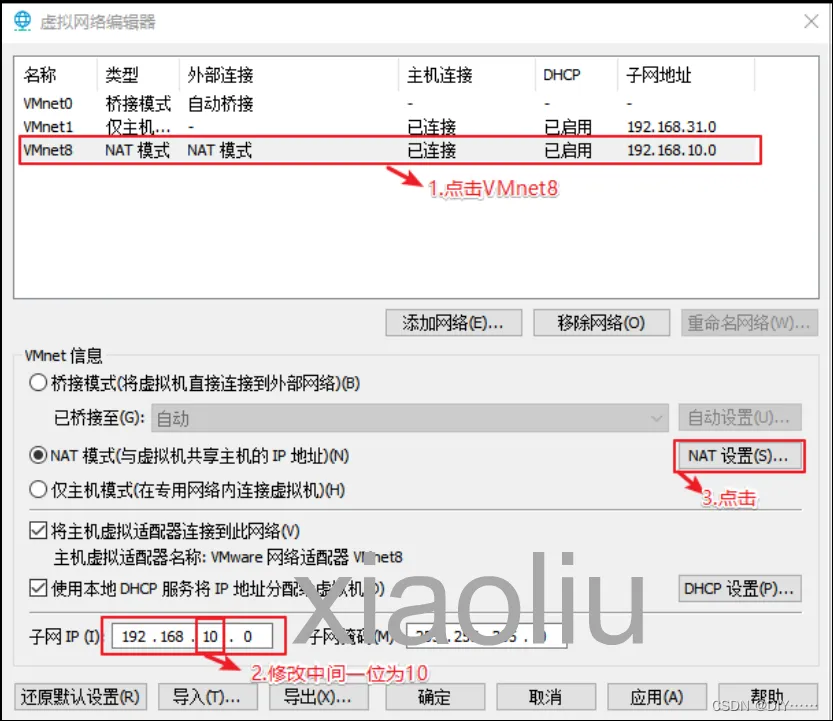 虚拟网络编辑器
名称 类型 外部连接 主机连接 DHCP 子网地址
VMnet0 桥接模式 自动桥接 - - -
VMnet1 仅主机... - 已连接 已启用 192.168.31.0
VMnet8 NAT 模式 NAT 模式 已连接 已启用 192.168.10.0
1.点击VMnet8
添加网络(E)... 移除网络(O) 重命名网络(W)...
VMnet 信息
桥接模式(将虚拟机直接连接到外部网络)(B)
已桥接至(G): 自动 自动设置(U)...
NAT 模式(与虚拟机共享主机的 IP 地址)(N) NAT 设置(S)...
3.点击
仅主机模式(在专用网络内连接虚拟机)(H)
将主机虚拟适配器连接到此网络(V)
主机虚拟适配器名称: VMware 网络适配器 VMnet8
使用本地 DHCP 服务将 IP 地址分配给虚拟机(D) DHCP 设置(P)...
xiaoliu
子网 IP (I): 192 . 168 . 10 . 0 子网掩码(M):
2.修改中间一位为10
还原默认设置(R) 导入(T)... 导出(X)... 确定 取消 应用(A) 帮助